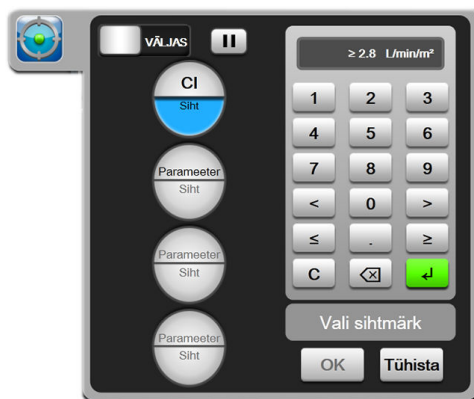 VÄLJAS
CI
Siht
Parameeter
Siht
Parameeter
Siht
Parameeter
Siht
≥ 2.8 L/min/m²
1 2 3
4 5 6
7 8 9
< 0 >
≤ . ≥
C
Vali sihtmärk
OK Tühista